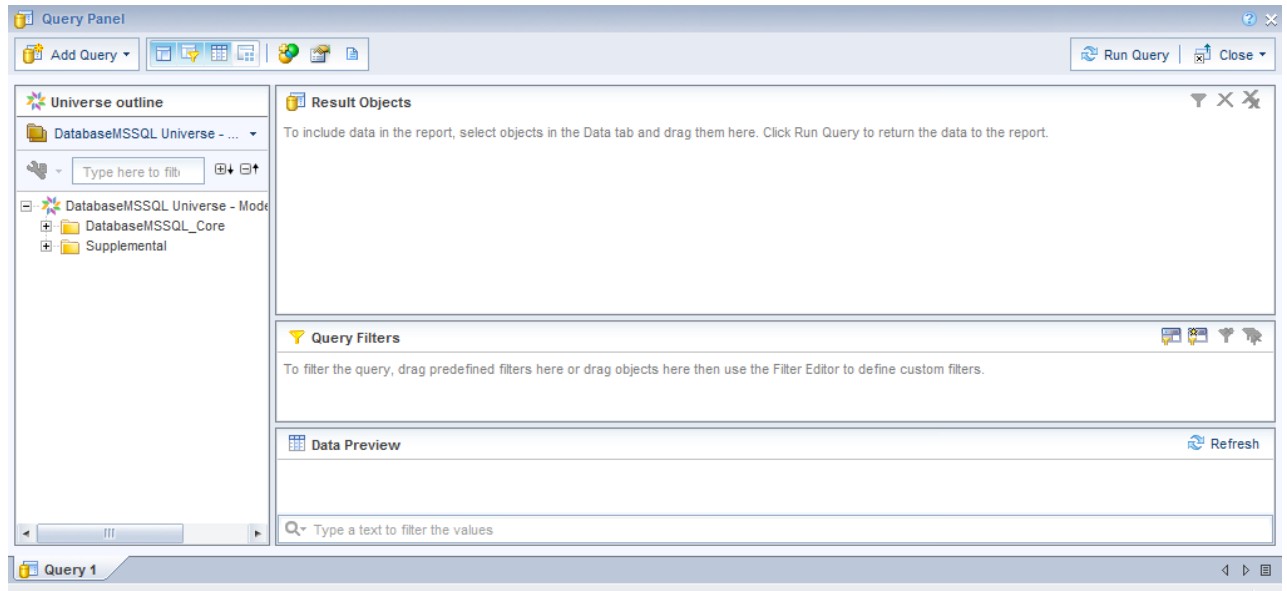 Query Panel
Add Query
Run Query
Close
Universe outline
DatabaseMSSQL Universe - ...
Type here to filt
DatabaseMSSQL Universe - Mode
DatabaseMSSQL_Core
Supplemental
Result Objects
To include data in the report, select objects in the Data tab and drag them here. Click Run Query to return the data to the report.
Query Filters
To filter the query, drag predefined filters here or drag objects here then use the Filter Editor to define custom filters.
Data Preview
Refresh
Type a text to filter the values
Query 1